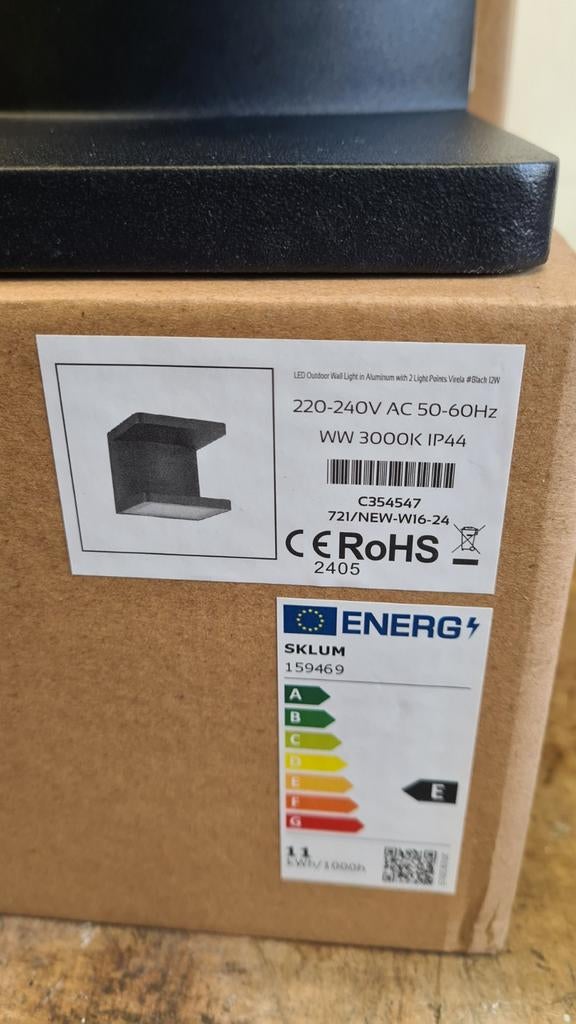 LED Outdoor Wall Light in Aluminum with 2 Light Points Virela #Blach 12W
220-240V AC 50-60Hz
WW 3000K IP44
C354547
721/NEW-W16-24
CE RoHS
2405
ENERG
SKLUM
159469
A
B
C
D
E
E
F
G
11
kWh/1000h